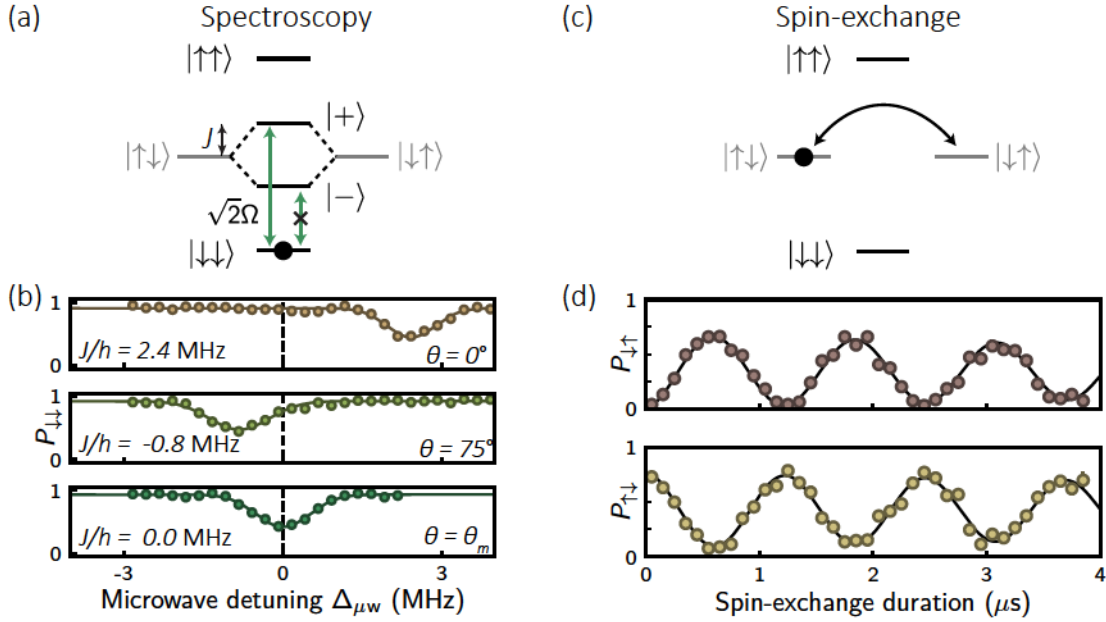 (a) Spectroscopy
|↑↑⟩
|+⟩
J
|↑↓⟩ |↓↑⟩
|−⟩
√2Ω
|↓↓⟩
(b)
1
J/h = 2.4 MHz θ = 0°
0
1
J/h = -0.8 MHz θ = 75°
0
P↓↓
1
J/h = 0.0 MHz θ = θm
0
-3 0 3
Microwave detuning Δμw (MHz)
(c) Spin-exchange
|↑↑⟩
|↑↓⟩ |↓↑⟩
|↓↓⟩
(d)
1
P↓↑
0
1
P↑↓
0
0 1 2 3 4
Spin-exchange duration (μs)